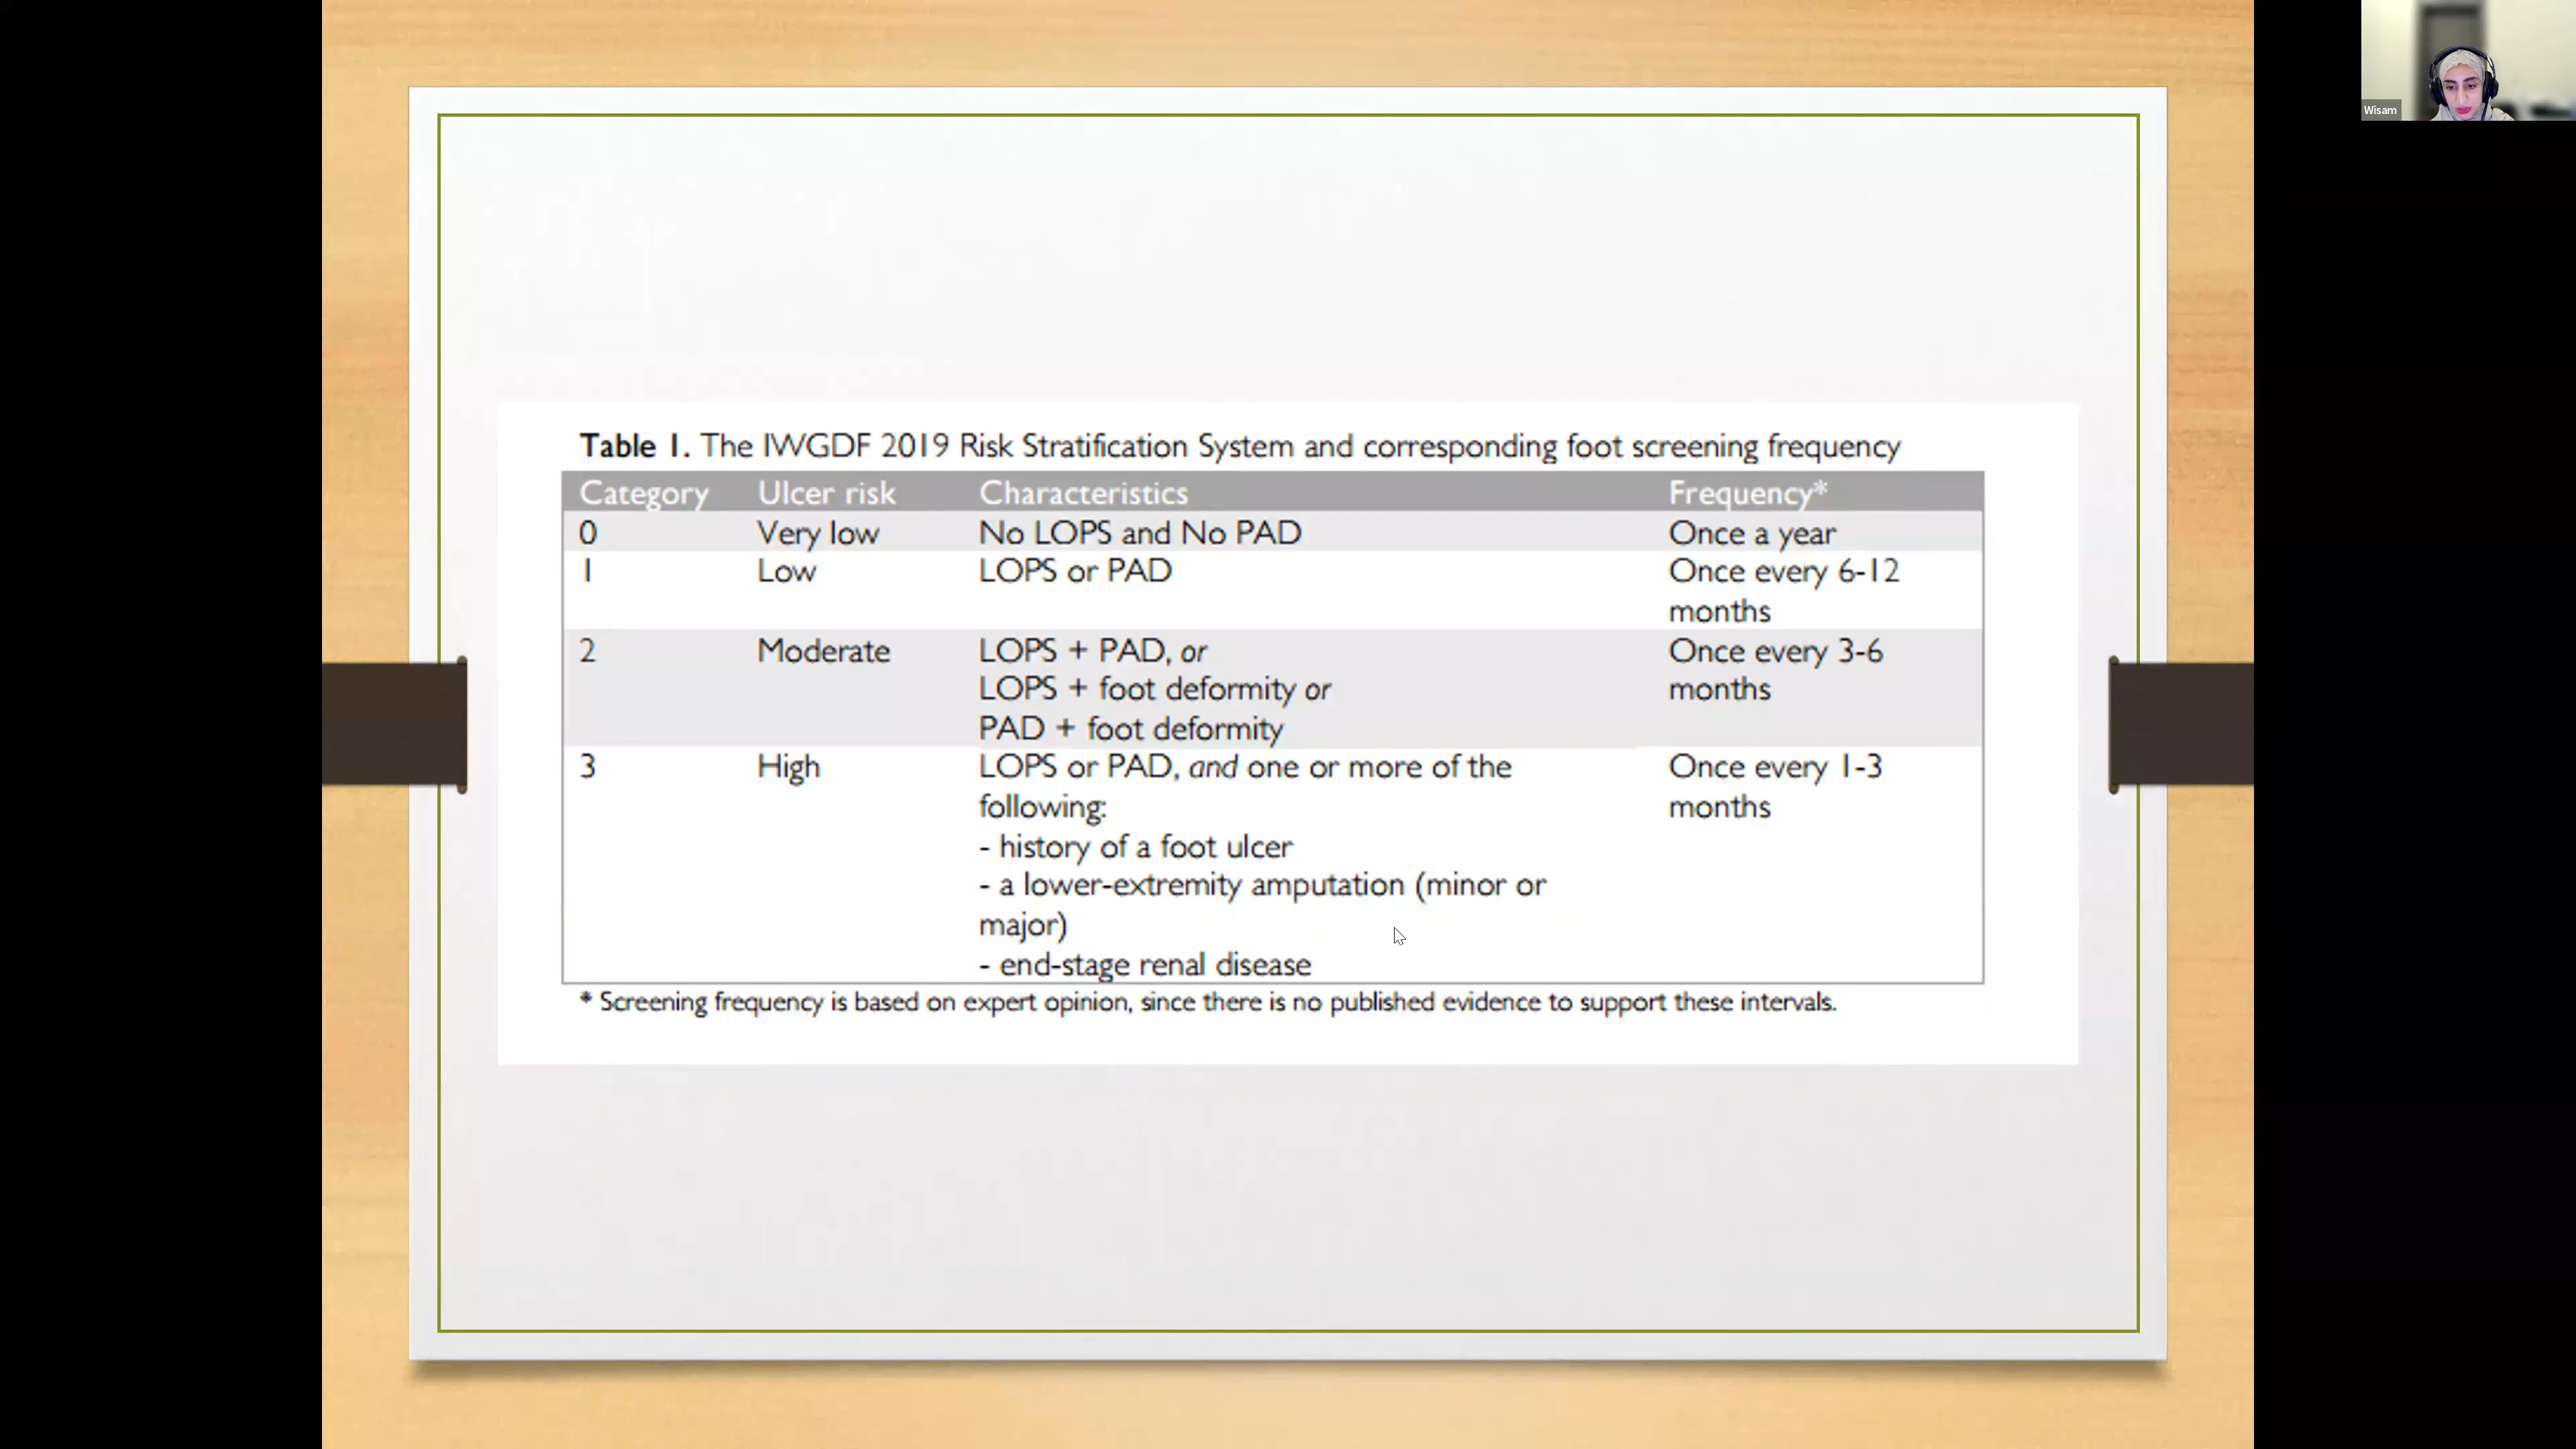 Wisam
Table 1. The IWGDF 2019 Risk Stratification System and corresponding foot screening frequency
Category Ulcer risk Characteristics Frequency*
0 Very low No LOPS and No PAD Once a year
1 Low LOPS or PAD Once every 6-12
months
2 Moderate LOPS + PAD, or Once every 3-6
LOPS + foot deformity or months
PAD + foot deformity
3 High LOPS or PAD, and one or more of the Once every 1-3
following: months
- history of a foot ulcer
- a lower-extremity amputation (minor or
major)
- end-stage renal disease
* Screening frequency is based on expert opinion, since there is no published evidence to support these intervals.